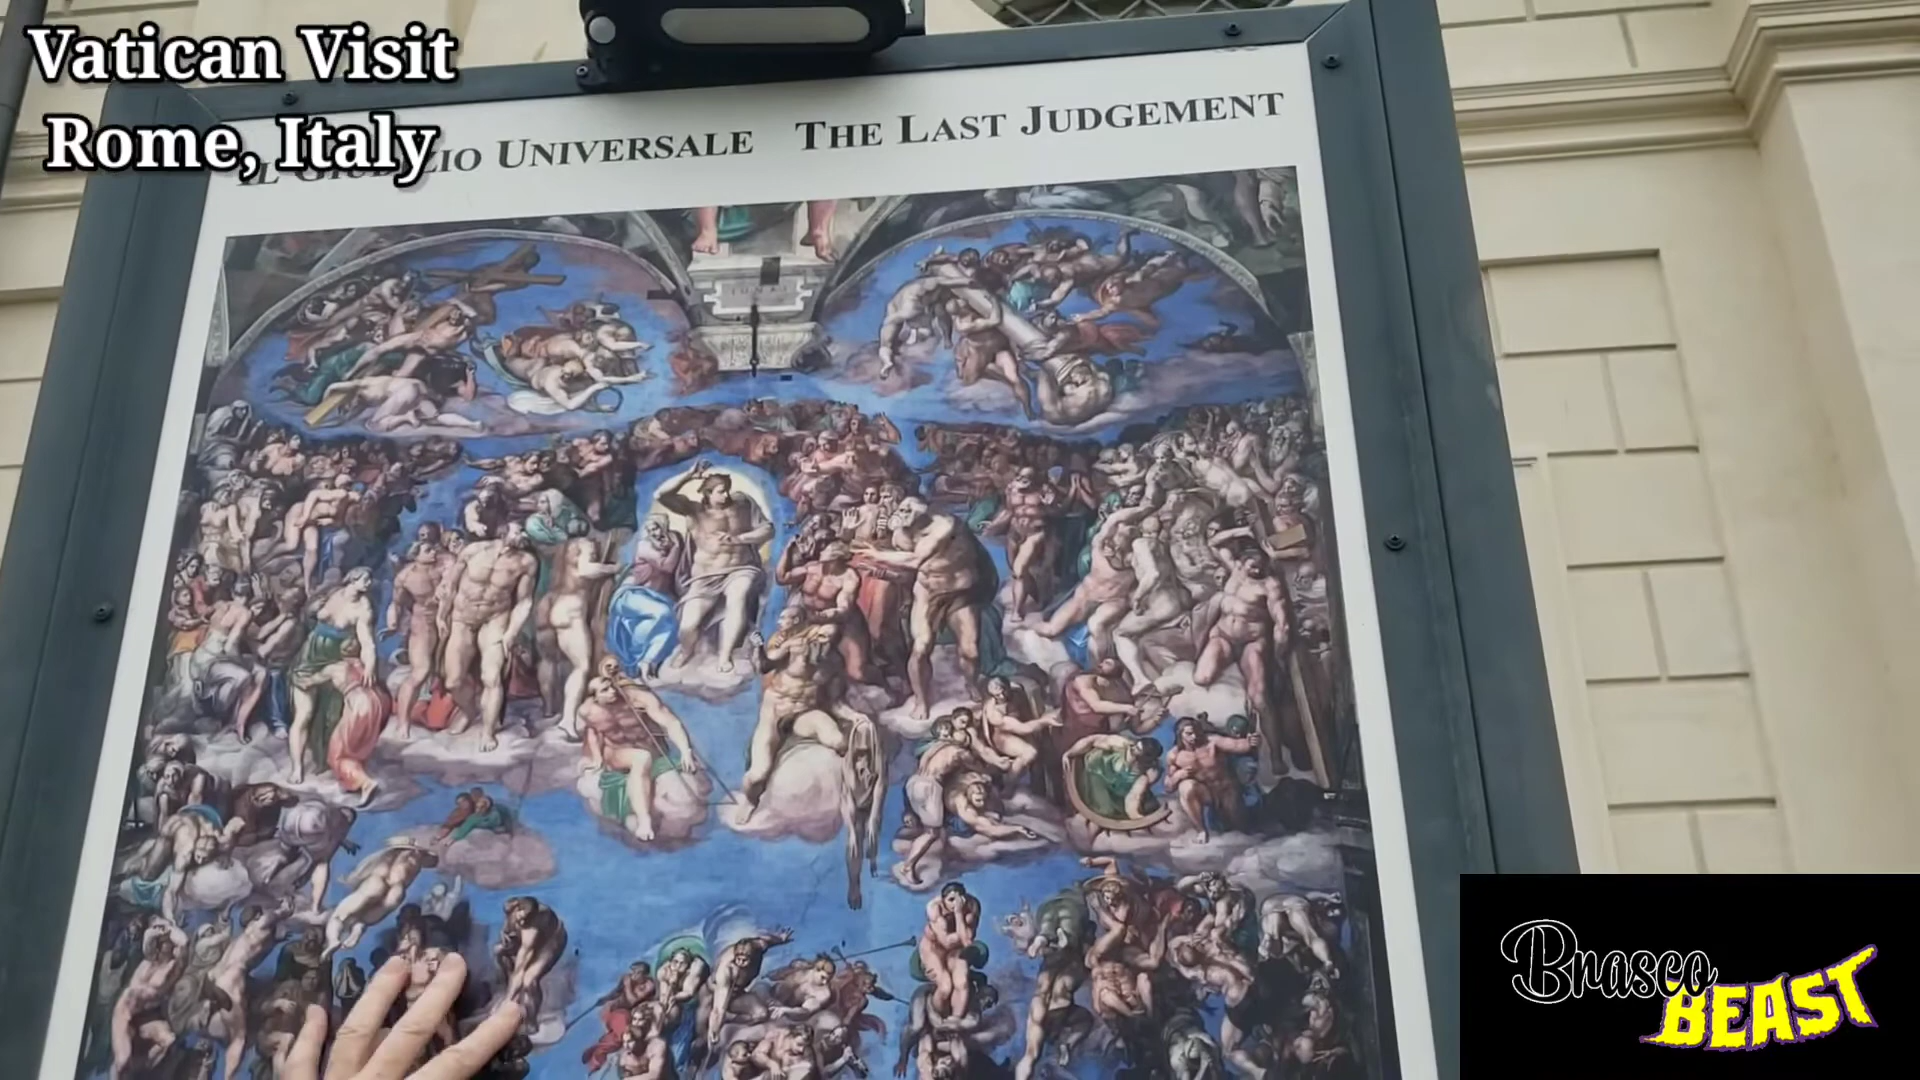 Vatican Visit
Rome, Italy
UNIVERSALE THE LAST JUDGEMENT
Brasco
BEAST